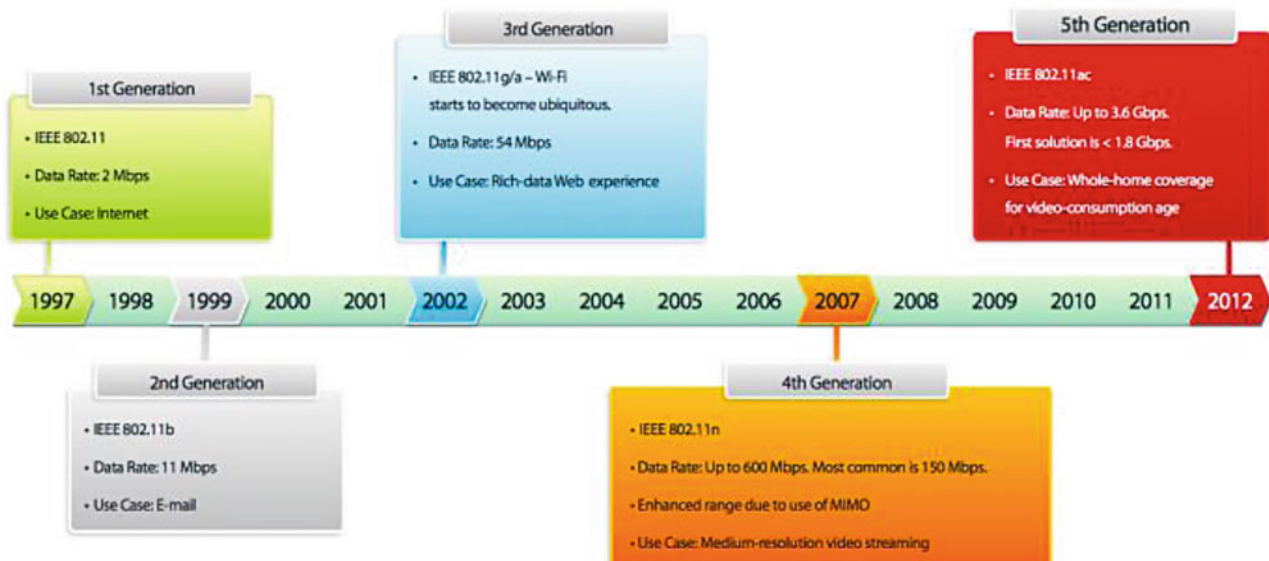 1st Generation
• IEEE 802.11
• Data Rate: 2 Mbps
• Use Case: Internet
3rd Generation
• IEEE 802.11g/a – Wi-Fi
starts to become ubiquitous.
• Data Rate: 54 Mbps
• Use Case: Rich-data Web experience
5th Generation
• IEEE 802.11ac
• Data Rate: Up to 3.6 Gbps.
First solution is < 1.8 Gbps.
• Use Case: Whole-home coverage
for video-consumption age
1997 1998 1999 2000 2001 2002 2003 2004 2005 2006 2007 2008 2009 2010 2011 2012
2nd Generation
• IEEE 802.11b
• Data Rate: 11 Mbps
• Use Case: E-mail
4th Generation
• IEEE 802.11n
• Data Rate: Up to 600 Mbps. Most common is 150 Mbps.
• Enhanced range due to use of MIMO
• Use Case: Medium-resolution video streaming